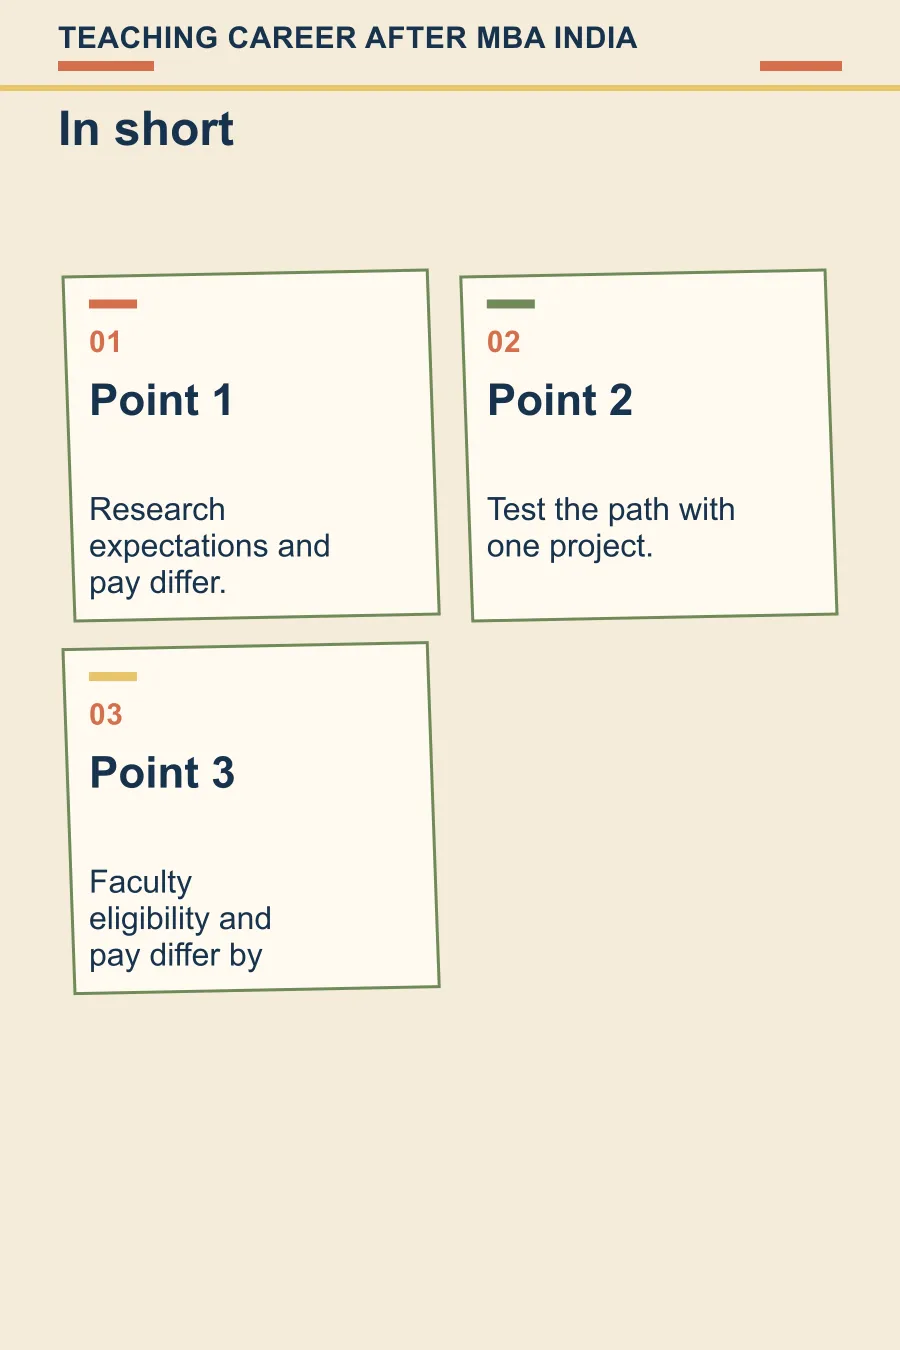 TEACHING CAREER AFTER MBA INDIA
In short
01
Point 1
Research
expectations and
pay differ.
02
Point 2
Test the path with
one project.
03
Point 3
Faculty
eligibility and
pay differ by